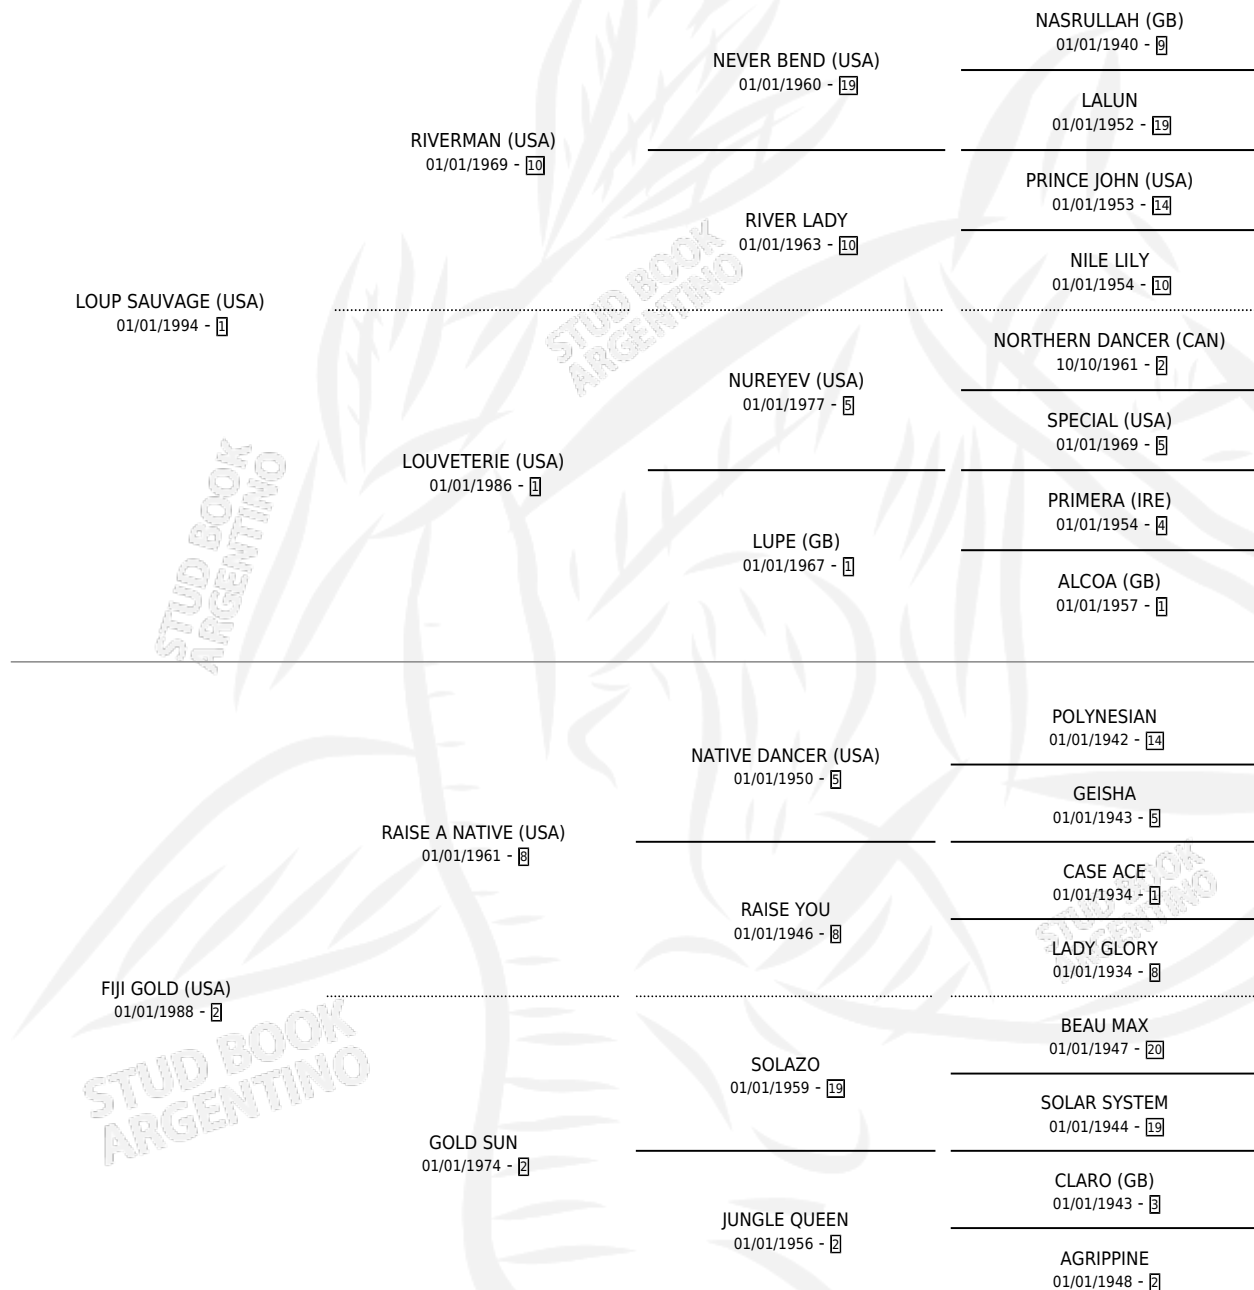 NASRULLAH (GB)
01/01/1940 - 9
NEVER BEND (USA)
01/01/1960 - 19
LALUN
01/01/1952 - 19
RIVERMAN (USA)
01/01/1969 - 10
PRINCE JOHN (USA)
01/01/1953 - 14
RIVER LADY
01/01/1963 - 10
NILE LILY
01/01/1954 - 10
LOUP SAUVAGE (USA)
01/01/1994 - 1
STUD BOOK
ARGENTINO
NORTHERN DANCER (CAN)
10/10/1961 - 2
NUREYEV (USA)
01/01/1977 - 5
SPECIAL (USA)
01/01/1969 - 5
LOUVETERIE (USA)
01/01/1986 - 1
PRIMERA (IRE)
01/01/1954 - 4
LUPE (GB)
01/01/1967 - 1
ALCOA (GB)
01/01/1957 - 1
STUD BOOK
ARGENTINO
POLYNESIAN
01/01/1942 - 14
NATIVE DANCER (USA)
01/01/1950 - 5
GEISHA
01/01/1943 - 5
RAISE A NATIVE (USA)
01/01/1961 - 8
CASE ACE
01/01/1934 - 1
RAISE YOU
01/01/1946 - 8
LADY GLORY
01/01/1934 - 8
STUD BOOK
ARGENTINO
FIJI GOLD (USA)
01/01/1988 - 2
BEAU MAX
01/01/1947 - 20
SOLAZO
01/01/1959 - 19
SOLAR SYSTEM
01/01/1944 - 19
GOLD SUN
01/01/1974 - 2
CLARO (GB)
01/01/1943 - 3
JUNGLE QUEEN
01/01/1956 - 2
AGRIPPINE
01/01/1948 - 2
STUD BOOK
ARGENTINO